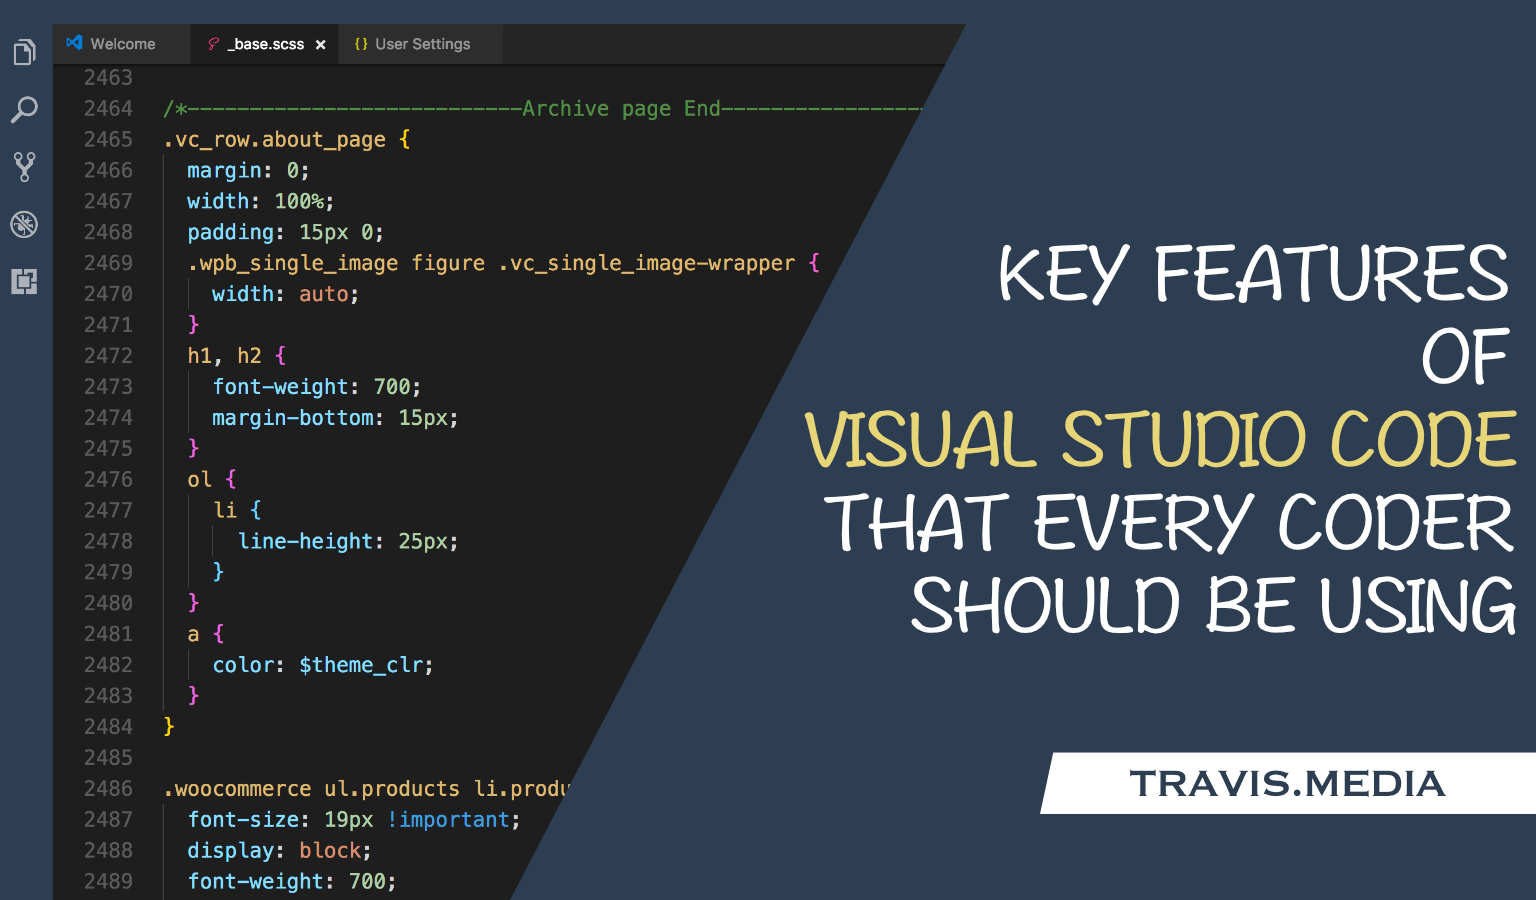 Welcome
_base.scss ×
{} User Settings
2463
2464 /*---------------------------Archive page End----------------
2465 .vc_row.about_page {
2466 margin: 0;
2467 width: 100%;
2468 padding: 15px 0;
2469 .wpb_single_image figure .vc_single_image-wrapper {
2470 width: auto;
2471 }
2472 h1, h2 {
2473 font-weight: 700;
2474 margin-bottom: 15px;
2475 }
2476 ol {
2477 li {
2478 line-height: 25px;
2479 }
2480 }
2481 a {
2482 color: $theme_clr;
2483 }
2484 }
2485
2486 .woocommerce ul.products li.produ
2487 font-size: 19px !important;
2488 display: block;
2489 font-weight: 700;
KEY FEATURES
OF
VISUAL STUDIO CODE
THAT EVERY CODER
SHOULD BE USING
TRAVIS.MEDIA